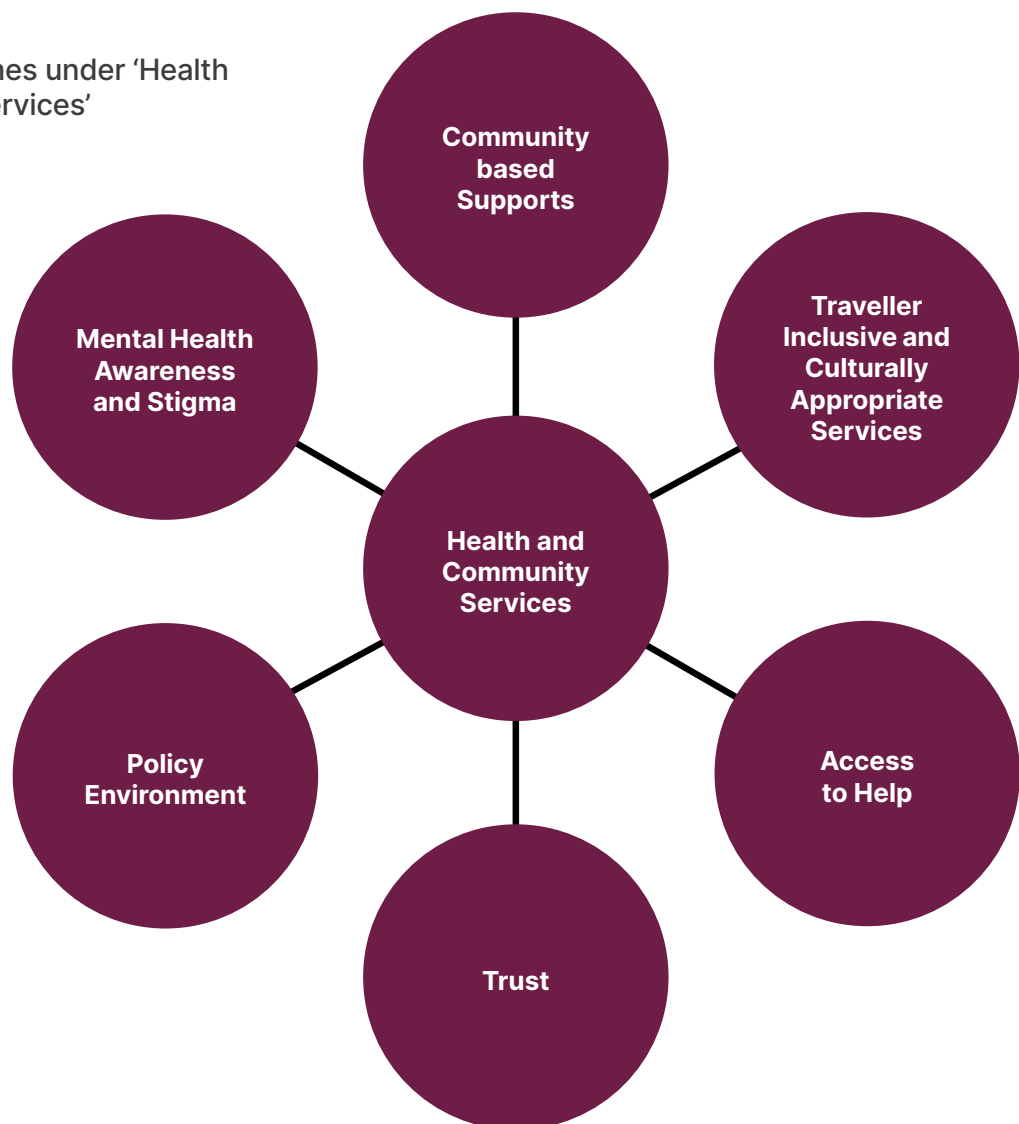 nes under ‘Health
ervices’
Community
based
Supports
Traveller
Inclusive and
Culturally
Appropriate
Services
Mental Health
Awareness
and Stigma
Health and
Community
Services
Policy
Environment
Access
to Help
Trust